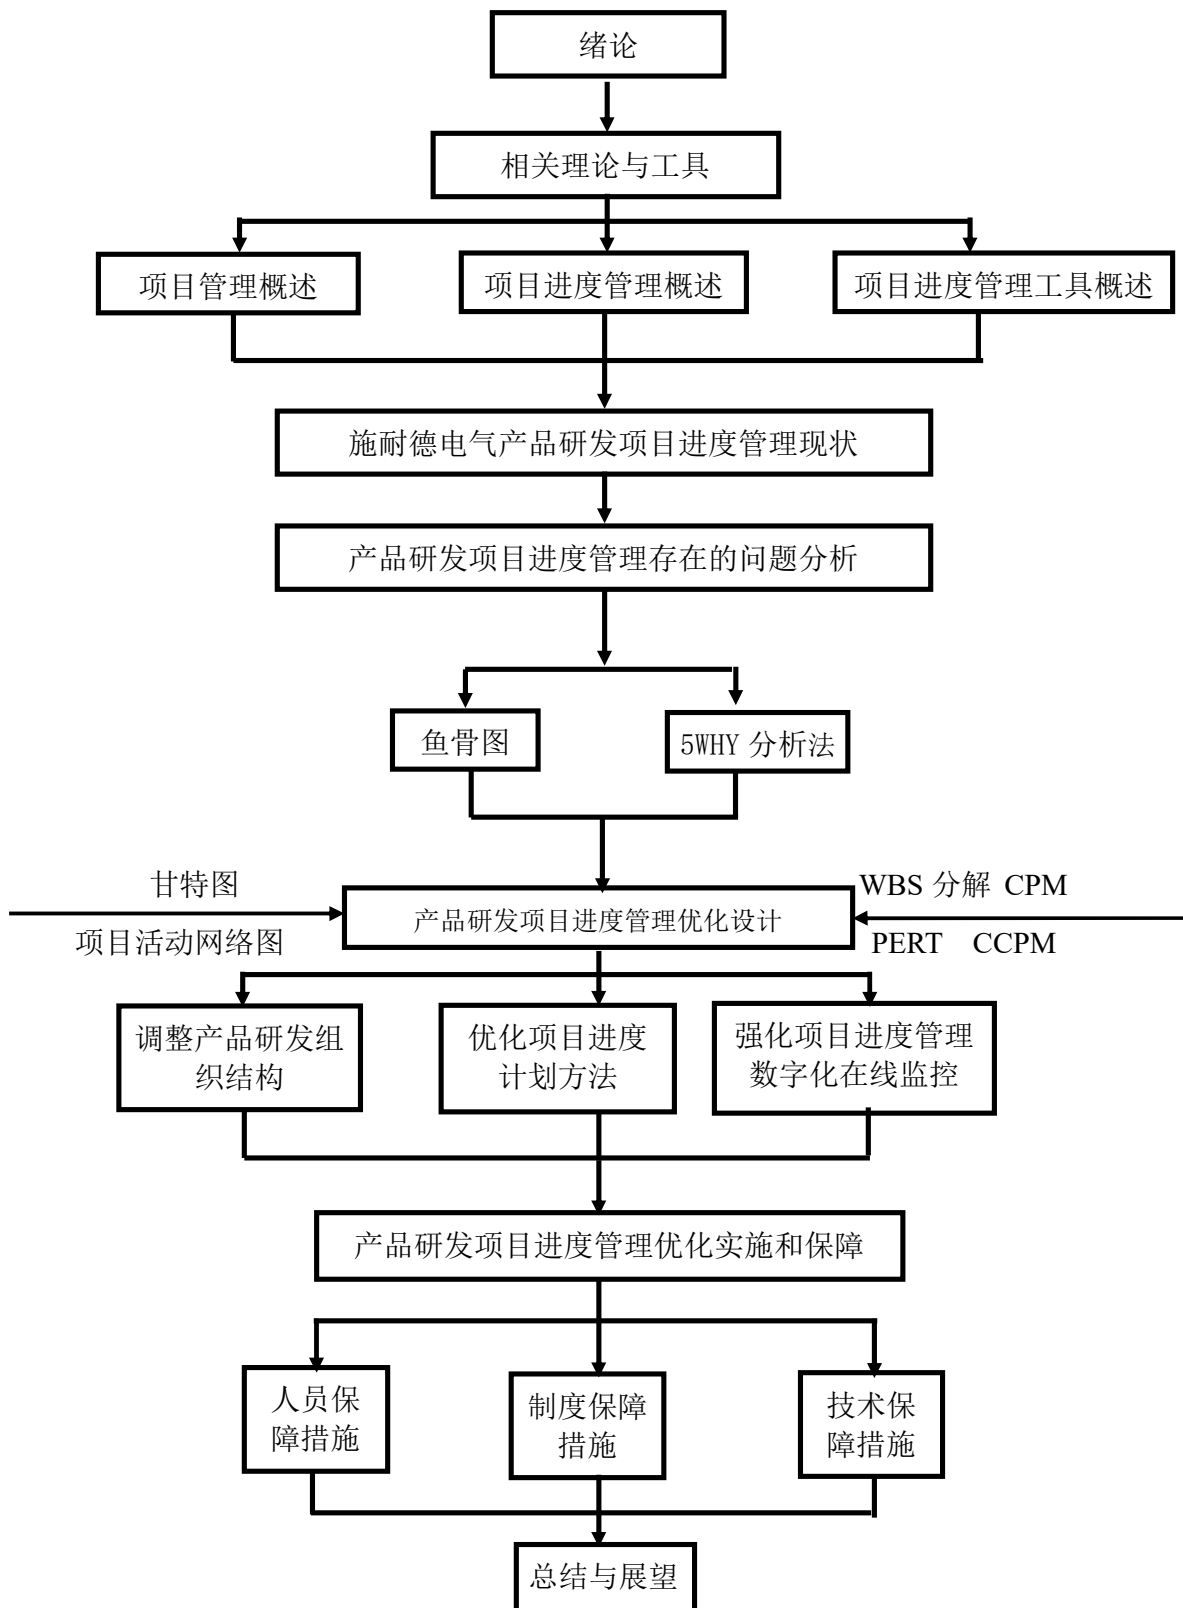 绪论
相关理论与工具
项目管理概述
项目进度管理概述
项目进度管理工具概述
施耐德电气产品研发项目进度管理现状
产品研发项目进度管理存在的问题分析
鱼骨图
5WHY 分析法
甘特图
项目活动网络图
产品研发项目进度管理优化设计
WBS 分解 CPM
PERT CCPM
调整产品研发组
织结构
优化项目进度
计划方法
强化项目进度管理
数字化在线监控
产品研发项目进度管理优化实施和保障
人员保
障措施
制度保障
措施
技术保
障措施
总结与展望